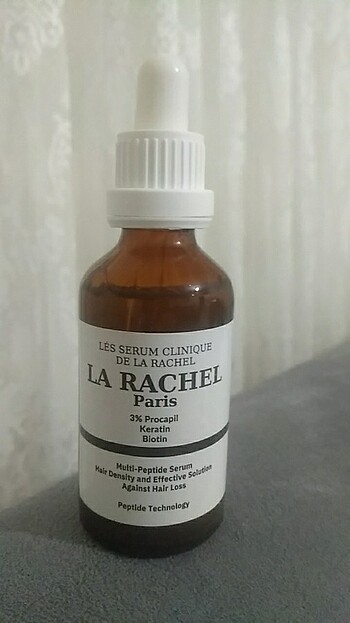 LES SERUM CLINIQUE
DE LA RACHEL
LA RACHEL
Paris
3% Procapil
Keratin
Biotin
Multi-Peptide Serum
Hair Density and Effective Solution
Against Hair Loss
Peptide Technology